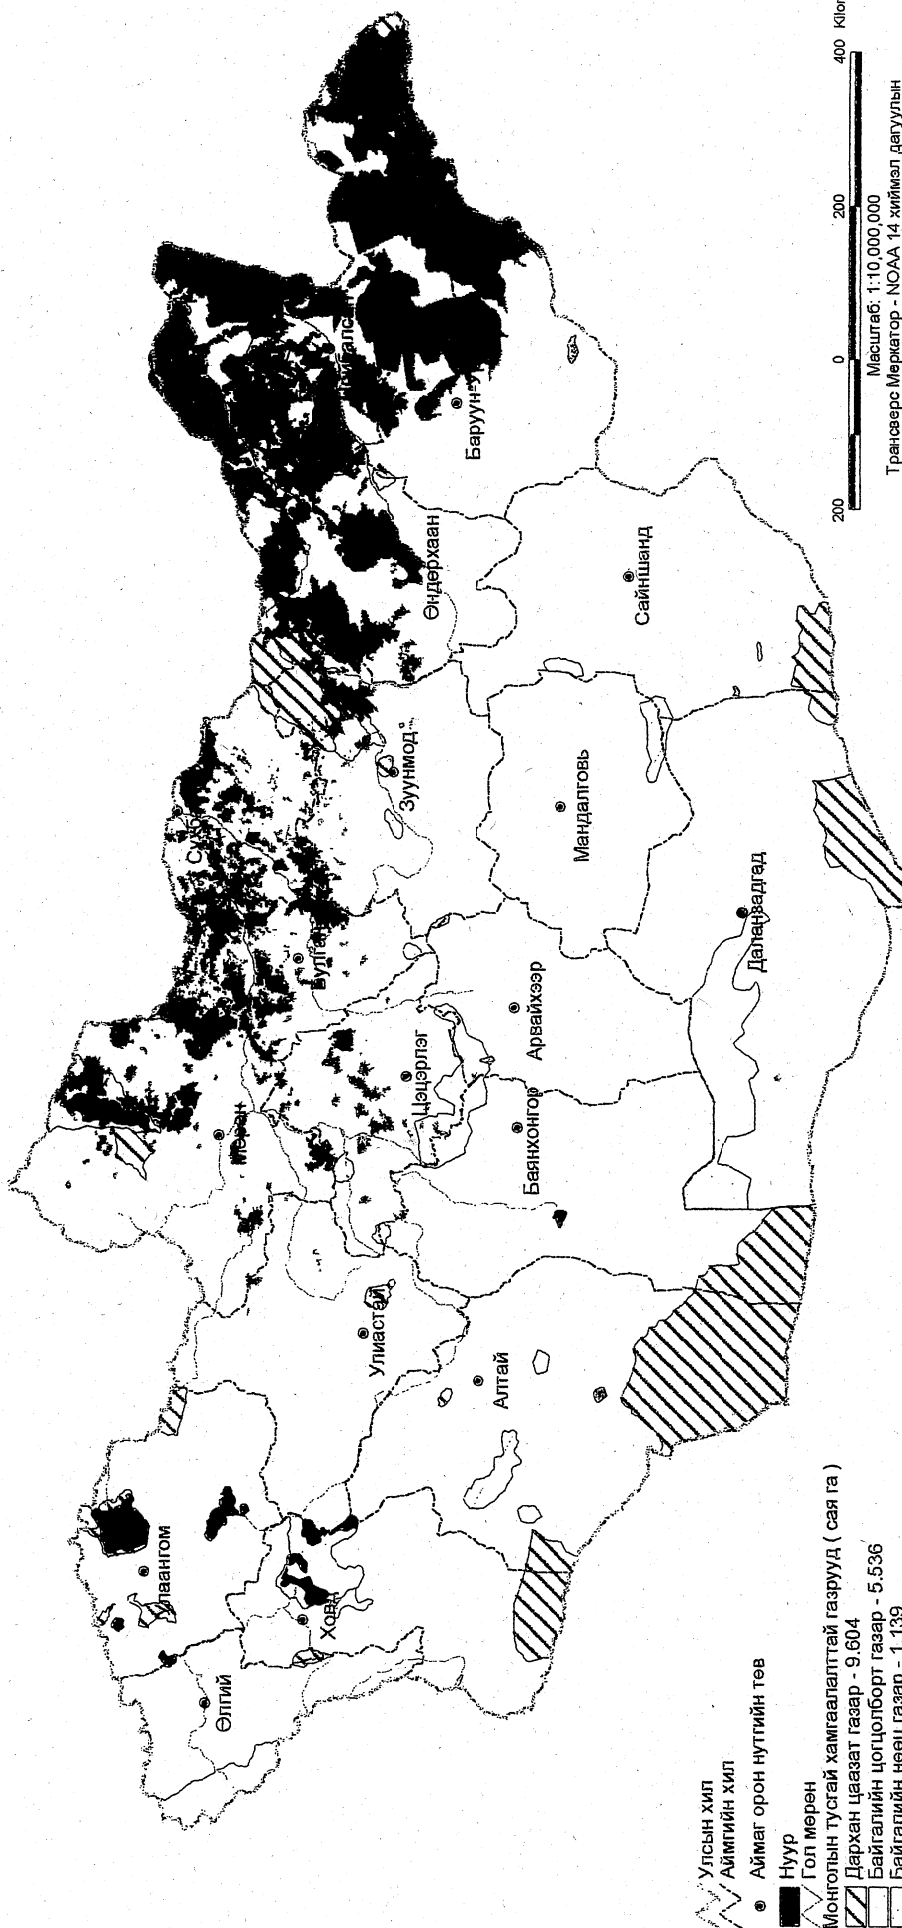 Өлгий
лаангом
Ховд
Улиастай
Алтай
Мөрөн
Цэцэрлэг
Баянхонгор
Арвайхээр
Булган
Сүхб
Зуунмод
Мандалговь
Даланзадгад
Өндөрхаан
Сайншанд
Баруун-У
Улсын хил
Аймгийн хил
Аймаг орон нутгийн төв
Нуур
Гол мөрөн
Монголын тусгай хамгаалалттай газрууд ( сая га )
Дархан цаазат газар - 9.604
Байгалийн цогцолборт газар - 5.536
Байгалийн нөөц газар - 1.139
200 0 200 400 Kilor
Масштаб: 1:10,000,000
Трансверс Меркатор - NOAA 14 хиймэл дагуулын